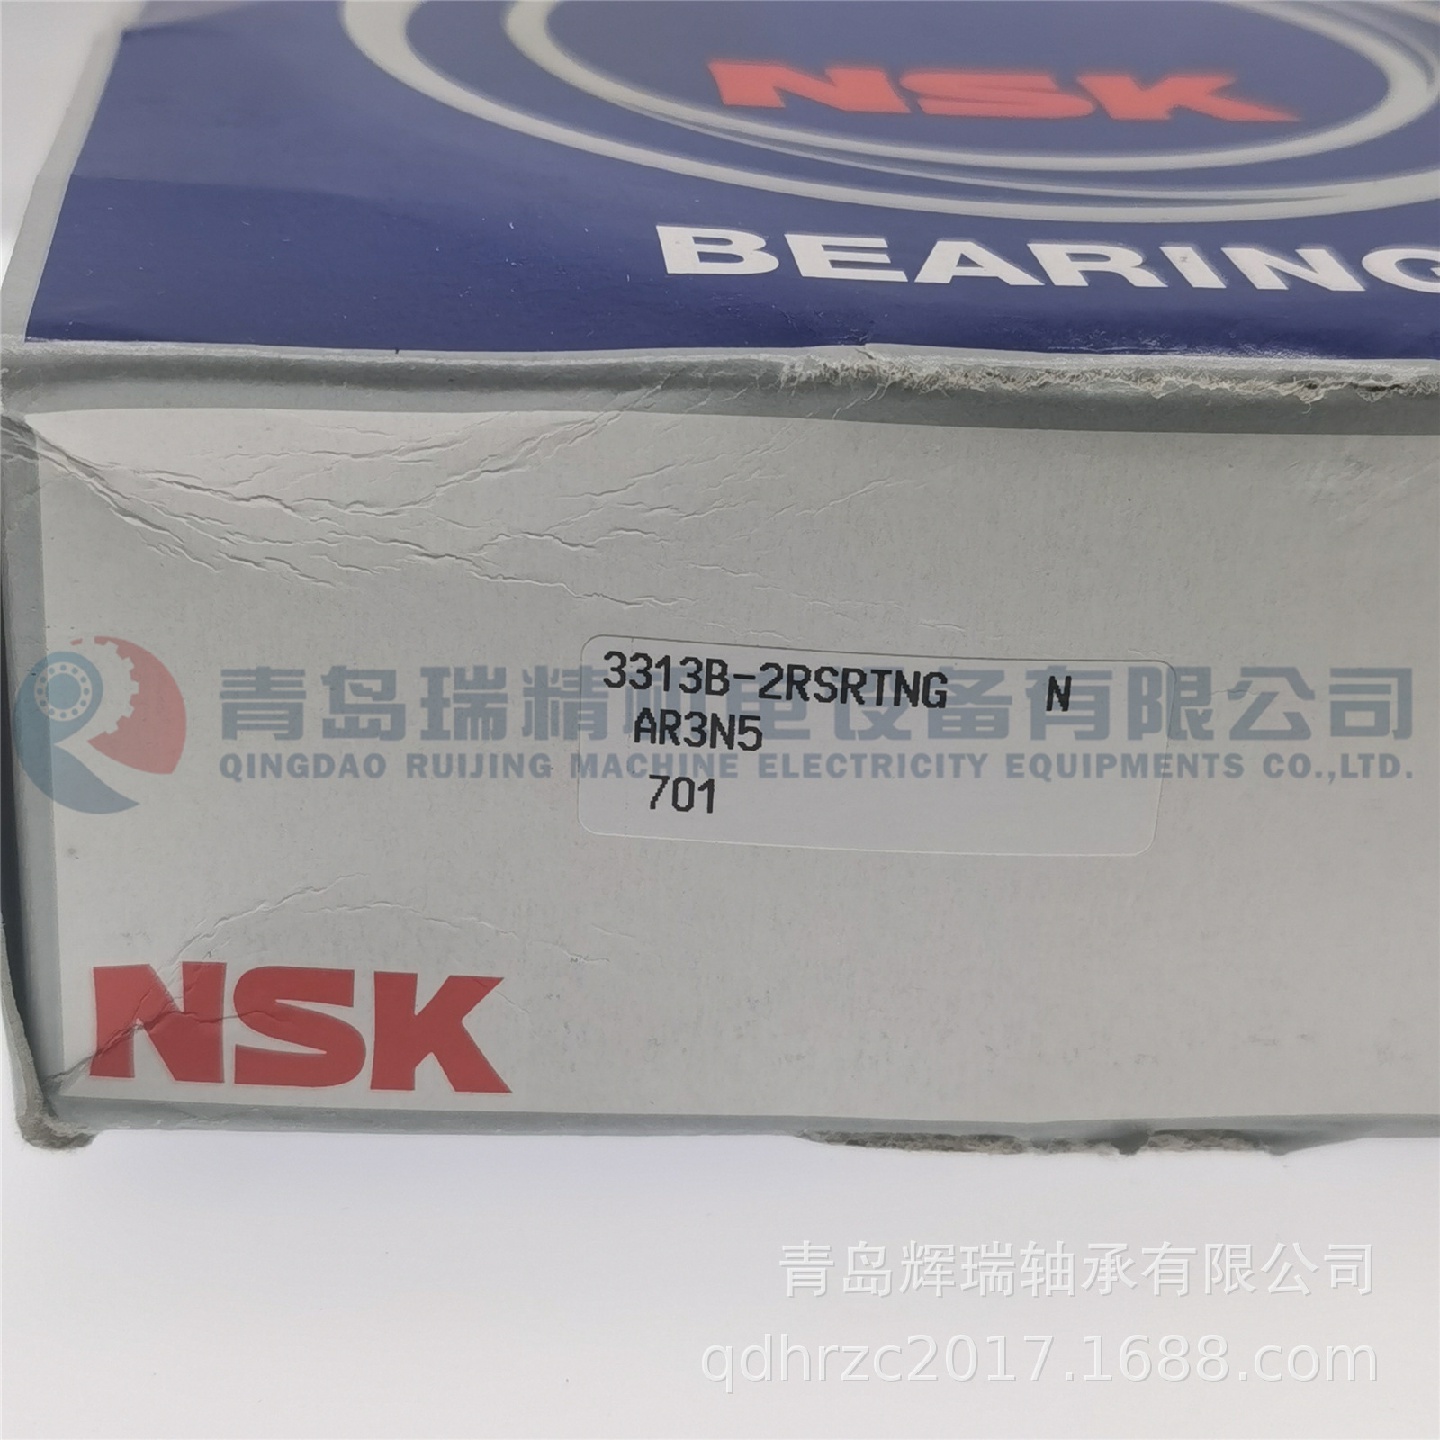 NSK
BEARING
3313B-2RSRTNG N
AR3N5
701
青岛瑞精机电设备有限公司
QINGDAO RUIJING MACHINE ELECTRICITY EQUIPMENTS CO.,LTD.
NSK
青岛辉瑞轴承有限公司
qdhrzc2017.1688.com